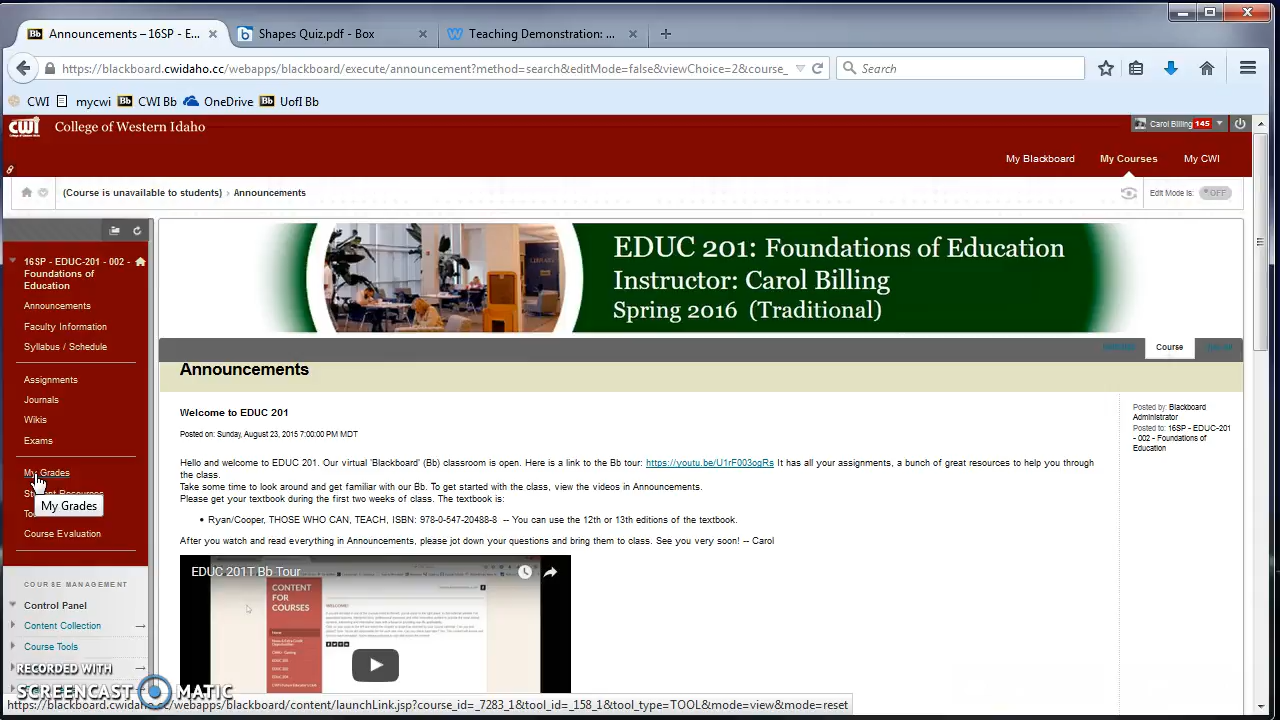 Announcements – 16SP - E...
Shapes Quiz.pdf - Box
Teaching Demonstration: ...
https://blackboard.cwidaho.cc/webapps/blackboard/execute/announcement?method=search&editMode=false&viewChoice=2&course_
Search
CWI
mycwi
Bb CWI Bb
OneDrive
Bb UofI Bb
CWI
College of Western Idaho
Carol Billing 145
My Blackboard
My Courses
My CWI
(Course is unavailable to students) › Announcements
Edit Mode is: OFF
16SP - EDUC-201 - 002 -
Foundations of
Education
Announcements
Faculty Information
Syllabus / Schedule
Assignments
Journals
Wikis
Exams
My Grades
Student Resources
My Grades
Course Evaluation
COURSE MANAGEMENT
Control Panel
Content Collection
Course Tools
RECORDED WITH
SCREENCAST MATIC
EDUC 201: Foundations of Education
Instructor: Carol Billing
Spring 2016 (Traditional)
Course
Announcements
Welcome to EDUC 201
Posted on: Sunday, August 23, 2015 7:00:00 PM MDT
Hello and welcome to EDUC 201. Our virtual 'Blackboard' (Bb) classroom is open. Here is a link to the Bb tour: https://youtu.be/U1rF003ogRs It has all your assignments, a bunch of great resources to help you through
the class.
Take some time to look around and get familiar with our Bb. To get started with the class, view the videos in Announcements.
Please get your textbook during the first two weeks of class. The textbook is:
• Ryan/Cooper, THOSE WHO CAN, TEACH, ISBN: 978-0-547-20488-8 -- You can use the 12th or 13th editions of the textbook.
After you watch and read everything in Announcements, please jot down your questions and bring them to class. See you very soon! -- Carol
Posted by: Blackboard
Administrator
Posted to: 16SP - EDUC-201
- 002 - Foundations of
Education
EDUC 201T Bb Tour
CONTENT
FOR
COURSES
WELCOME!
https://blackboard.cwidaho.cc/webapps/blackboard/content/launchLink.jsp?course_id=_7283_1&tool_id=_158_1&tool_type=TOOL&mode=view&mode=reset